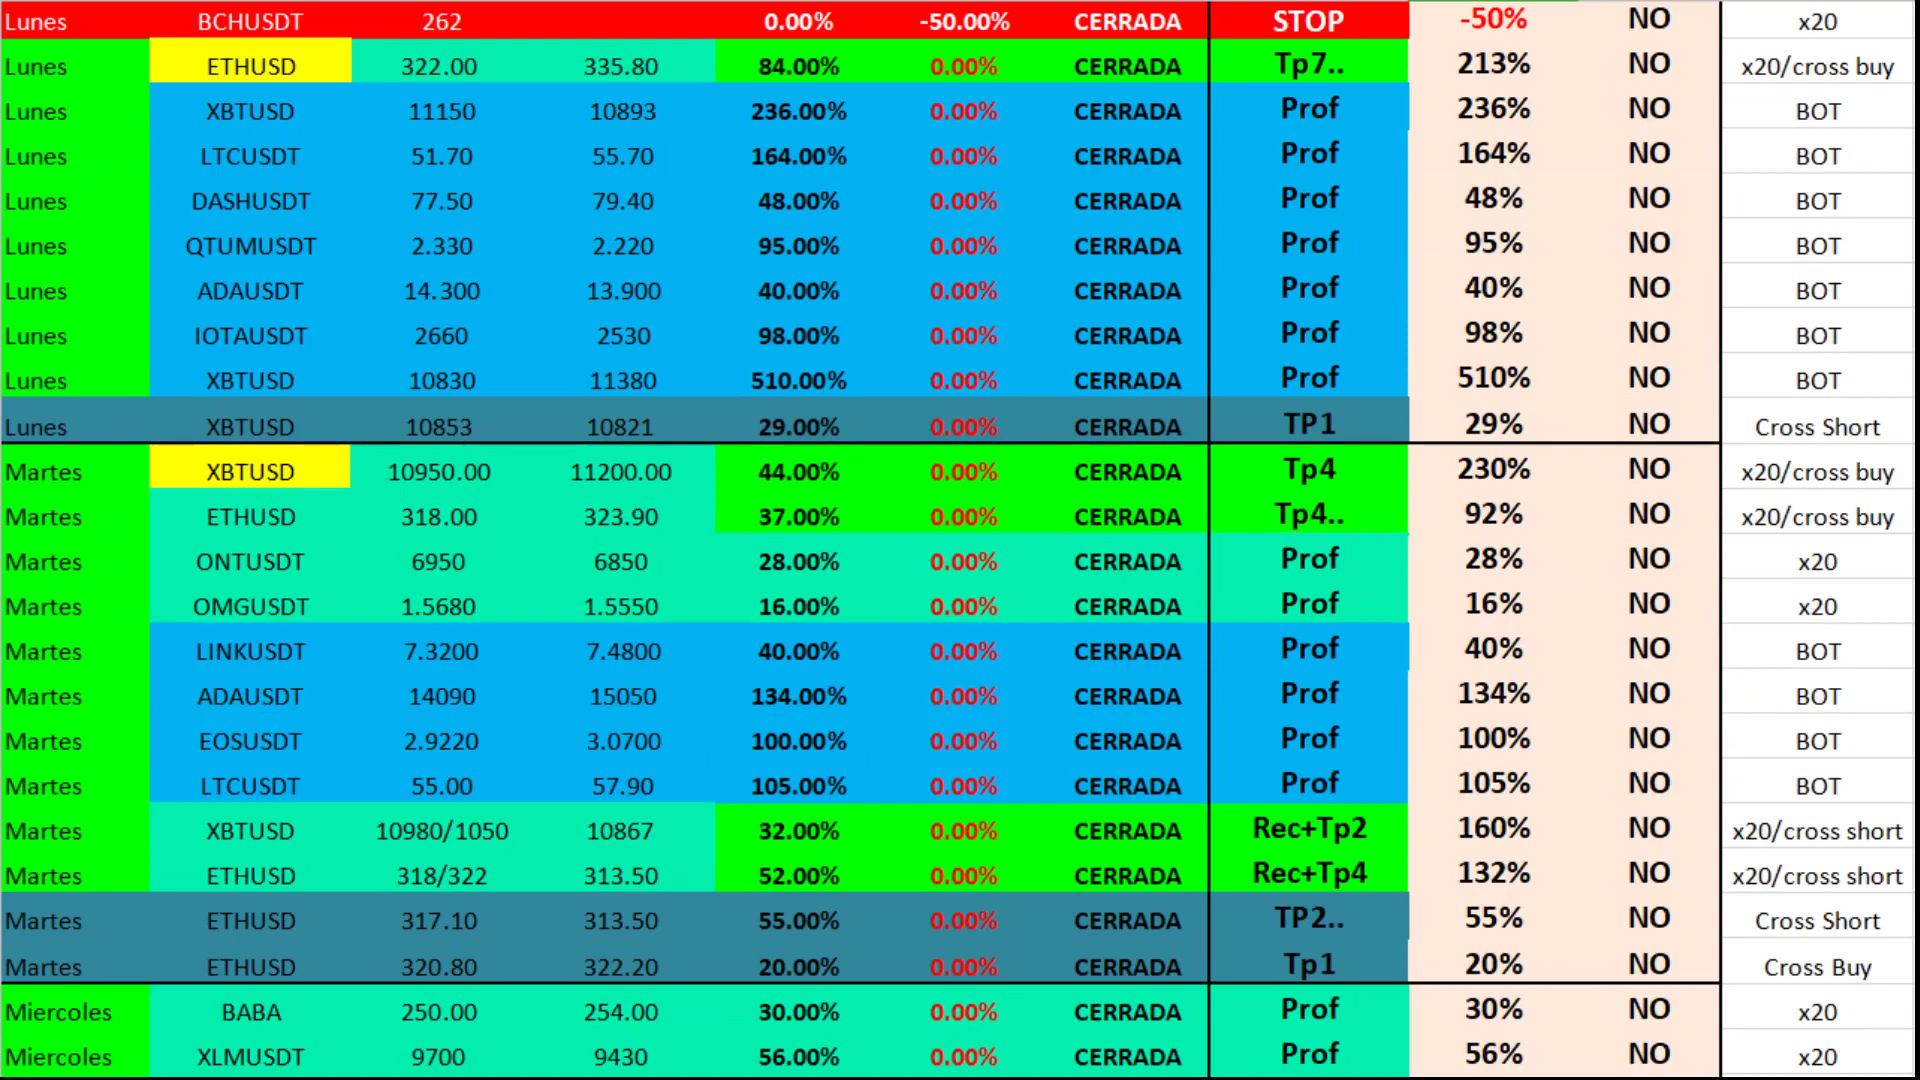 Lunes BCHUSDT 262 0.00% -50.00% CERRADA STOP -50% NO x20
Lunes ETHUSD 322.00 335.80 84.00% 0.00% CERRADA Tp7.. 213% NO x20/cross buy
Lunes XBTUSD 11150 10893 236.00% 0.00% CERRADA Prof 236% NO BOT
Lunes LTCUSDT 51.70 55.70 164.00% 0.00% CERRADA Prof 164% NO BOT
Lunes DASHUSDT 77.50 79.40 48.00% 0.00% CERRADA Prof 48% NO BOT
Lunes QTUMUSDT 2.330 2.220 95.00% 0.00% CERRADA Prof 95% NO BOT
Lunes ADAUSDT 14.300 13.900 40.00% 0.00% CERRADA Prof 40% NO BOT
Lunes IOTAUSDT 2660 2530 98.00% 0.00% CERRADA Prof 98% NO BOT
Lunes XBTUSD 10830 11380 510.00% 0.00% CERRADA Prof 510% NO BOT
Lunes XBTUSD 10853 10821 29.00% 0.00% CERRADA TP1 29% NO Cross Short
Martes XBTUSD 10950.00 11200.00 44.00% 0.00% CERRADA Tp4 230% NO x20/cross buy
Martes ETHUSD 318.00 323.90 37.00% 0.00% CERRADA Tp4.. 92% NO x20/cross buy
Martes ONTUSDT 6950 6850 28.00% 0.00% CERRADA Prof 28% NO x20
Martes OMGUSDT 1.5680 1.5550 16.00% 0.00% CERRADA Prof 16% NO x20
Martes LINKUSDT 7.3200 7.4800 40.00% 0.00% CERRADA Prof 40% NO BOT
Martes ADAUSDT 14090 15050 134.00% 0.00% CERRADA Prof 134% NO BOT
Martes EOSUSDT 2.9220 3.0700 100.00% 0.00% CERRADA Prof 100% NO BOT
Martes LTCUSDT 55.00 57.90 105.00% 0.00% CERRADA Prof 105% NO BOT
Martes XBTUSD 10980/1050 10867 32.00% 0.00% CERRADA Rec+Tp2 160% NO x20/cross short
Martes ETHUSD 318/322 313.50 52.00% 0.00% CERRADA Rec+Tp4 132% NO x20/cross short
Martes ETHUSD 317.10 313.50 55.00% 0.00% CERRADA TP2.. 55% NO Cross Short
Martes ETHUSD 320.80 322.20 20.00% 0.00% CERRADA Tp1 20% NO Cross Buy
Miercoles BABA 250.00 254.00 30.00% 0.00% CERRADA Prof 30% NO x20
Miercoles XLMUSDT 9700 9430 56.00% 0.00% CERRADA Prof 56% NO x20